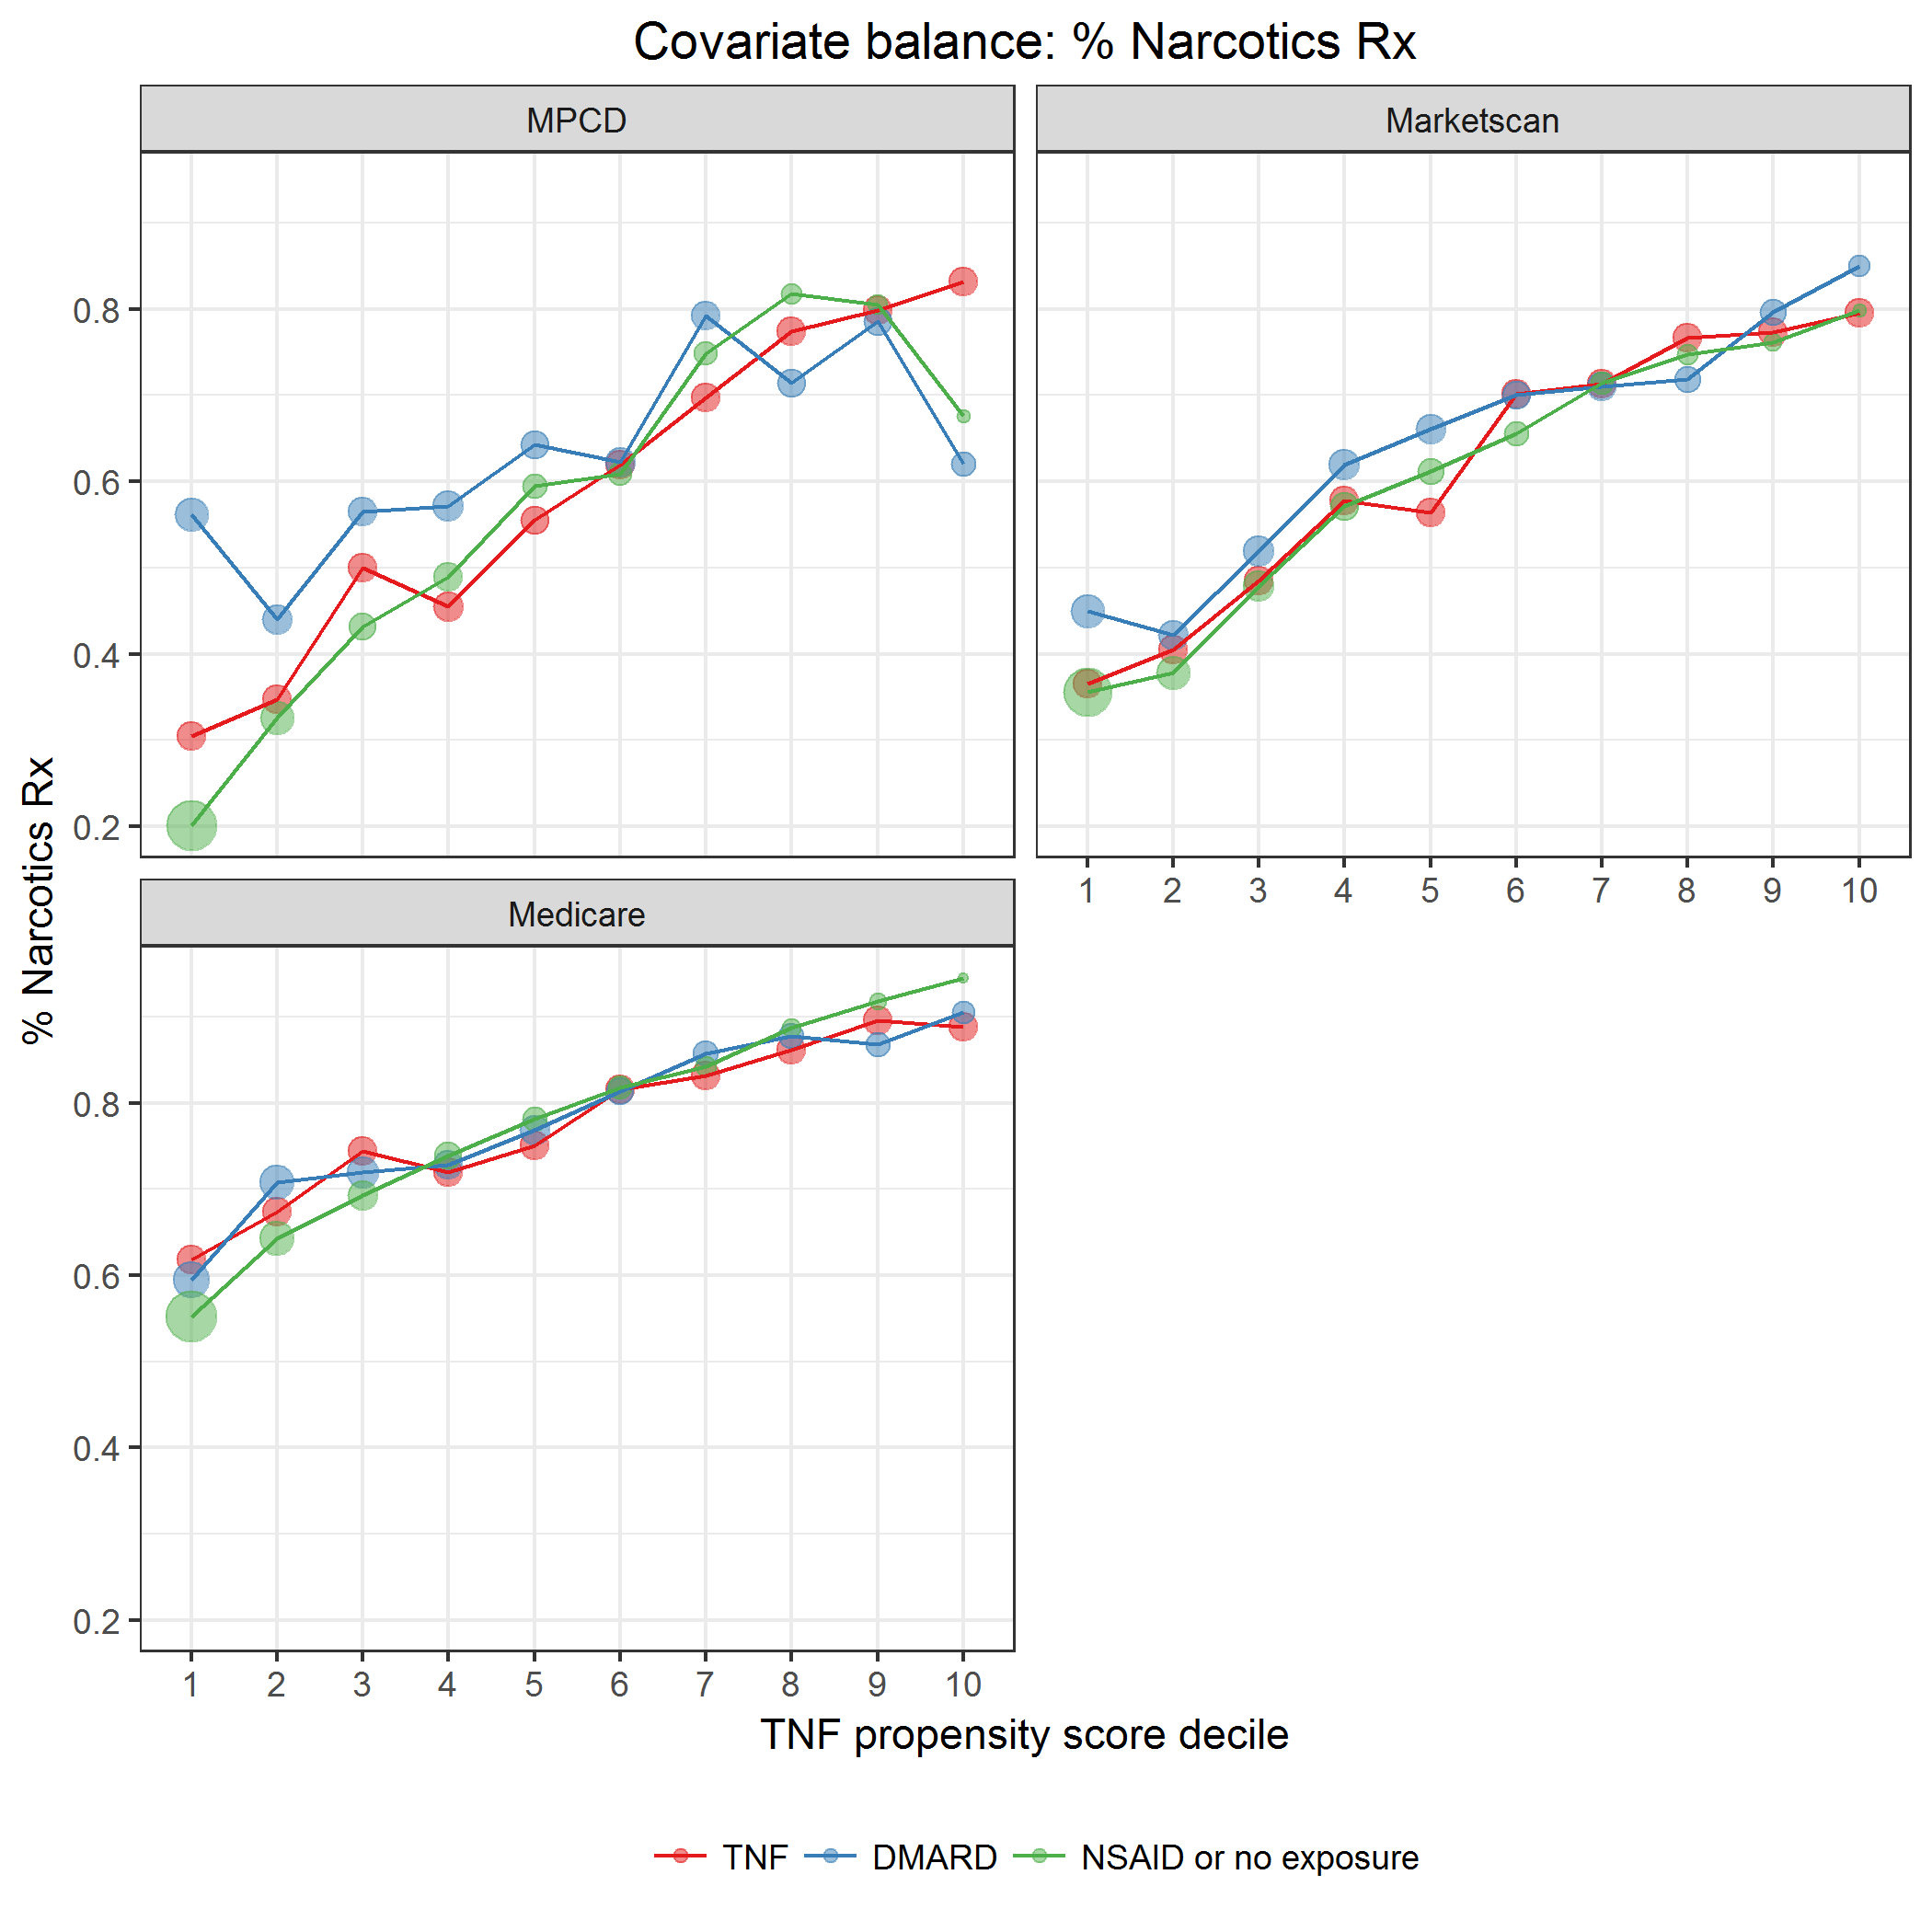 Covariate balance: % Narcotics Rx
MPCD
Marketscan
0.8
0.6
0.4
0.2
1 2 3 4 5 6 7 8 9 10
% Narcotics Rx
Medicare
0.8
0.6
0.4
0.2
1 2 3 4 5 6 7 8 9 10
TNF propensity score decile
TNF DMARD NSAID or no exposure